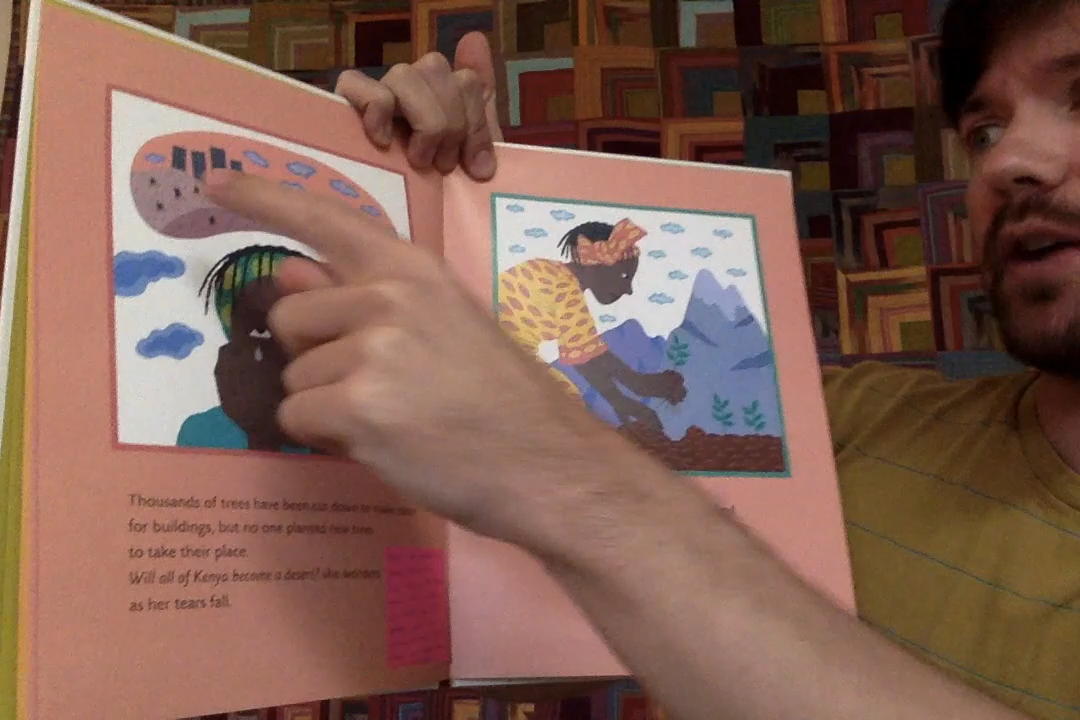 Thousands of trees have been cut down to make room
for buildings, but no one planted new trees
to take their place.
Will all of Kenya become a desert? she wonders
as her tears fall.